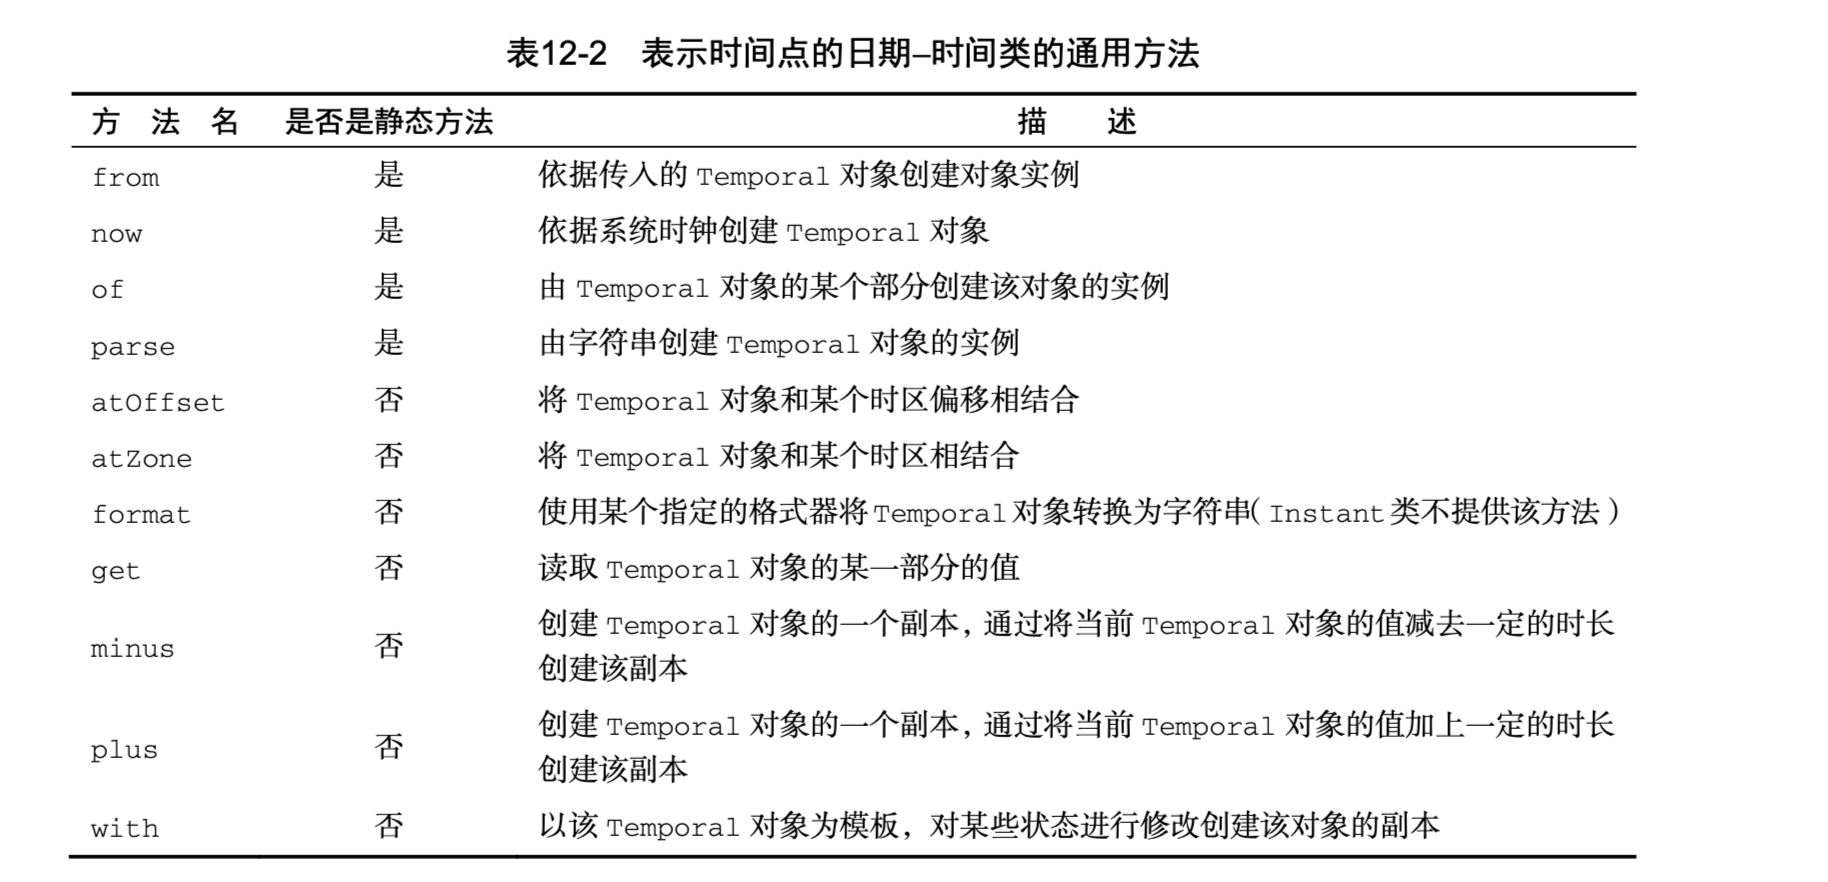 表12-2 表示时间点的日期–时间类的通用方法
方 法 名 是否是静态方法 描 述
from 是 依据传入的 Temporal 对象创建对象实例
now 是 依据系统时钟创建 Temporal 对象
of 是 由 Temporal 对象的某个部分创建该对象的实例
parse 是 由字符串创建 Temporal 对象的实例
atOffset 否 将 Temporal 对象和某个时区偏移相结合
atZone 否 将 Temporal 对象和某个时区相结合
format 否 使用某个指定的格式器将 Temporal 对象转换为字符串（Instant 类不提供该方法）
get 否 读取 Temporal 对象的某一部分的值
minus 否 创建 Temporal 对象的一个副本，通过将当前 Temporal 对象的值减去一定的时长
创建该副本
plus 否 创建 Temporal 对象的一个副本，通过将当前 Temporal 对象的值加上一定的时长
创建该副本
with 否 以该 Temporal 对象为模板，对某些状态进行修改创建该对象的副本